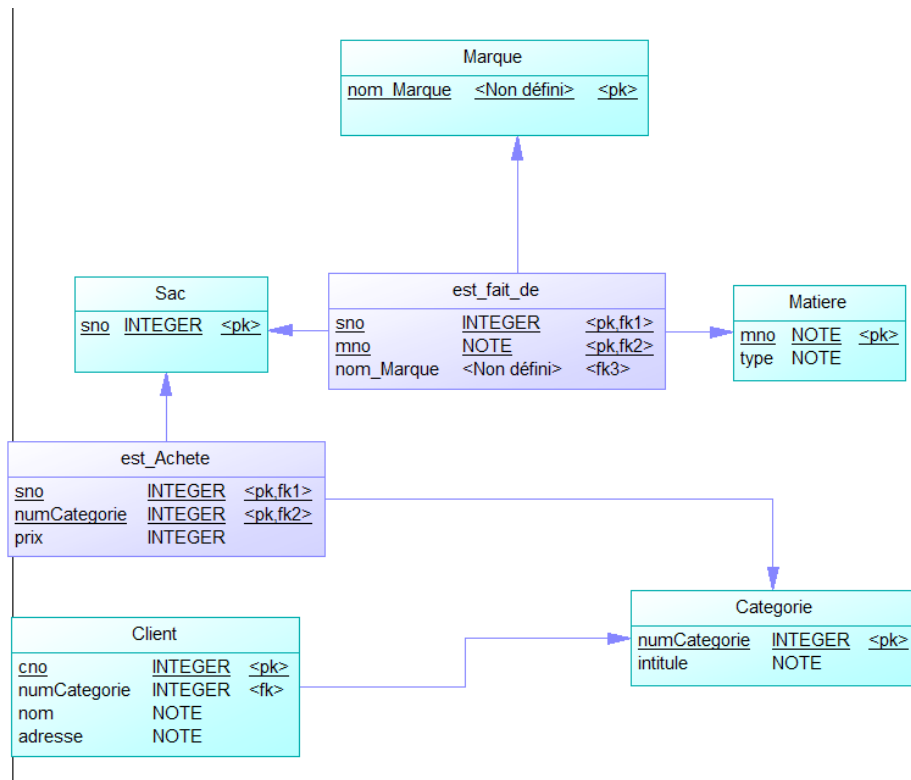 Marque
nom_Marque <Non défini> <pk>
Sac
sno INTEGER <pk>
est_fait_de
sno INTEGER <pk,fk1>
mno NOTE <pk,fk2>
nom_Marque <Non défini> <fk3>
Matiere
mno NOTE <pk>
type NOTE
est_Achete
sno INTEGER <pk,fk1>
numCategorie INTEGER <pk,fk2>
prix INTEGER
Categorie
numCategorie INTEGER <pk>
intitule NOTE
Client
cno INTEGER <pk>
numCategorie INTEGER <fk>
nom NOTE
adresse NOTE